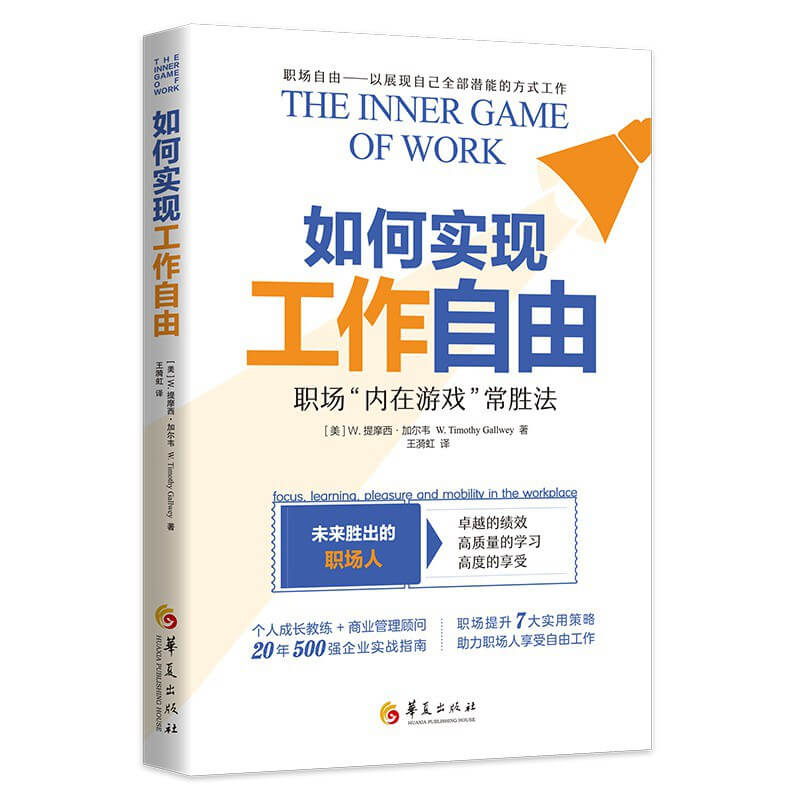 THE
INNER
GAME OF
WORK
如何实现工作自由
[美] W. 提摩西·加尔韦 W. Timothy Gallwey 著
王漪虹 译
華夏出版社
HUAXIA PUBLISHING HOUSE
职场自由——以展现自己全部潜能的方式工作
THE INNER GAME
OF WORK
如何实现
工作自由
职场“内在游戏”常胜法
[美] W. 提摩西·加尔韦 W. Timothy Gallwey 著
王漪虹 译
focus, learning, pleasure and mobility in the workplace
未来胜出的
职场人
卓越的绩效
高质量的学习
高度的享受
个人成长教练 + 商业管理顾问
20年500强企业实战指南
职场提升7大实用策略
助力职场人享受自由工作
華夏出版社
HUAXIA PUBLISHING HOUSE